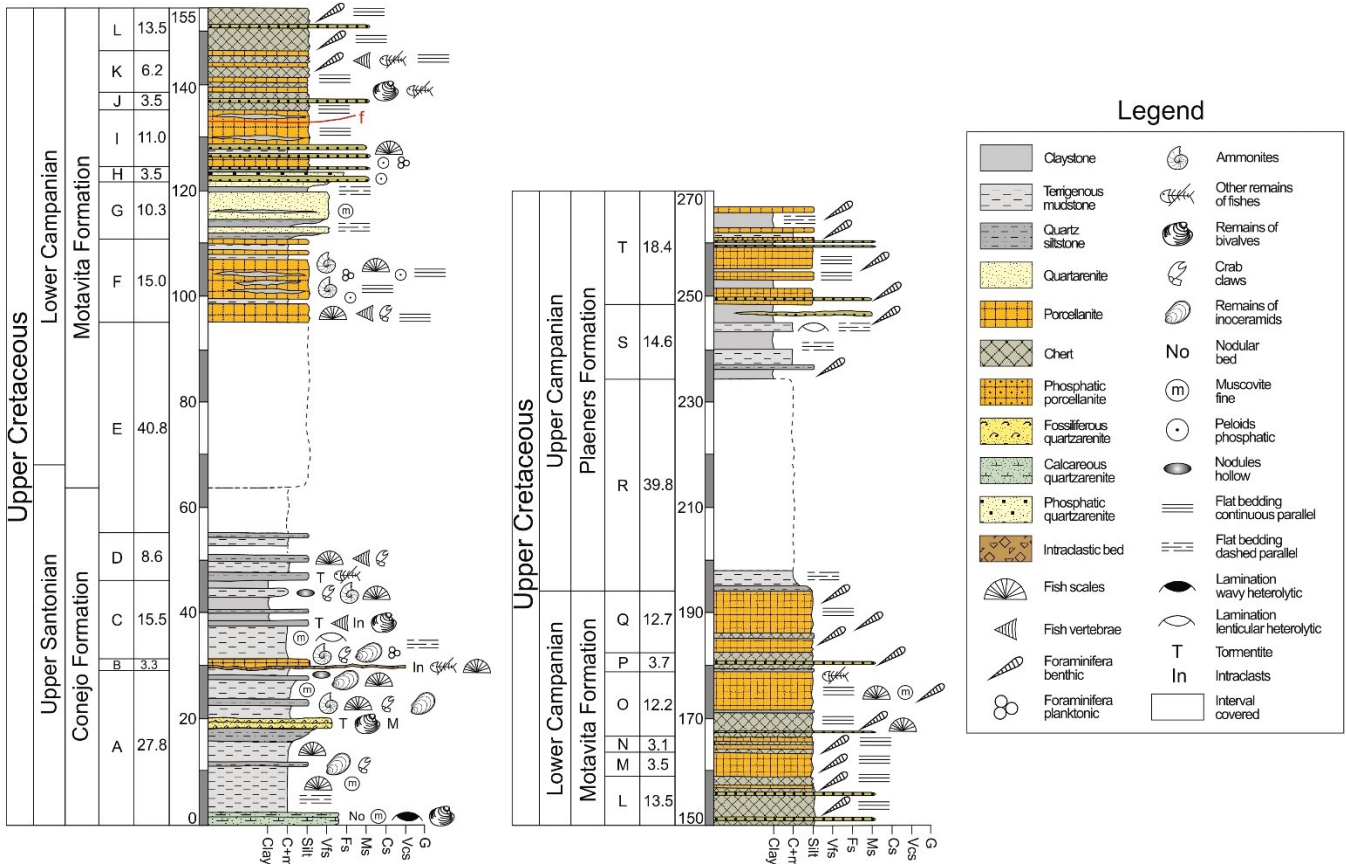 Upper Cretaceous
Lower Campanian
Upper Santonian
Motavita Formation
Conejo Formation
L 13.5
K 6.2
J 3.5
I 11.0
H 3.5
G 10.3
F 15.0
E 40.8
D 8.6
C 15.5
B 3.3
A 27.8
155
140
120
100
80
60
40
20
0
f
m
T
T In
m
In
m
T M
m
No m
Clay
C+m
Silt
Vfs
Fs
Ms
Cs
Vcs
G
Upper Cretaceous
Upper Campanian
Lower Campanian
Plaeners Formation
Motavita Formation
T 18.4
S 14.6
R 39.8
Q 12.7
P 3.7
O 12.2
N 3.1
M 3.5
L 13.5
270
250
230
210
190
170
150
m
Clay
C+m
Silt
Vfs
Fs
Ms
Cs
Vcs
G
Legend
Claystone
Terrigenous
mudstone
Quartz
siltstone
Quartarenite
Porcellanite
Chert
Phosphatic
porcellanite
Fossiliferous
quartzarenite
Calcareous
quartzarenite
Phosphatic
quartzarenite
Intraclastic bed
Fish scales
Fish vertebrae
Foraminifera
benthic
Foraminifera
planktonic
Ammonites
Other remains
of fishes
Remains of
bivalves
Crab
claws
Remains of
inoceramids
No Nodular
bed
m Muscovite
fine
Peloids
phosphatic
Nodules
hollow
Flat bedding
continuous parallel
Flat bedding
dashed parallel
Lamination
wavy heterolytic
Lamination
lenticular heterolytic
T Tormentite
In Intraclasts
Interval
covered